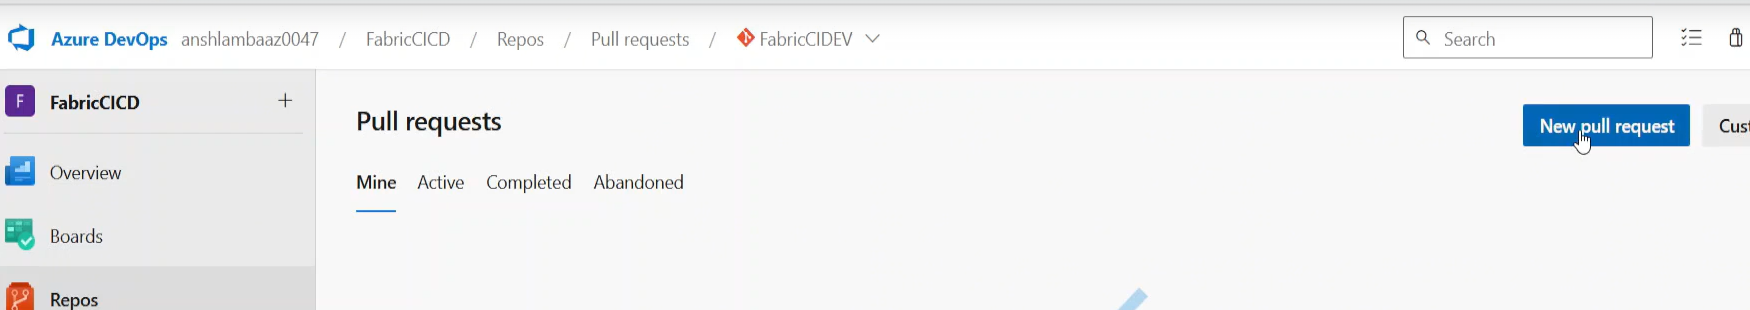 Azure DevOps anshlambaaz0047 / FabricCICD / Repos / Pull requests / FabricCIDEV Search
F FabricCICD +
Pull requests
New pull request Cust
Mine Active Completed Abandoned
Overview
Boards
Repos